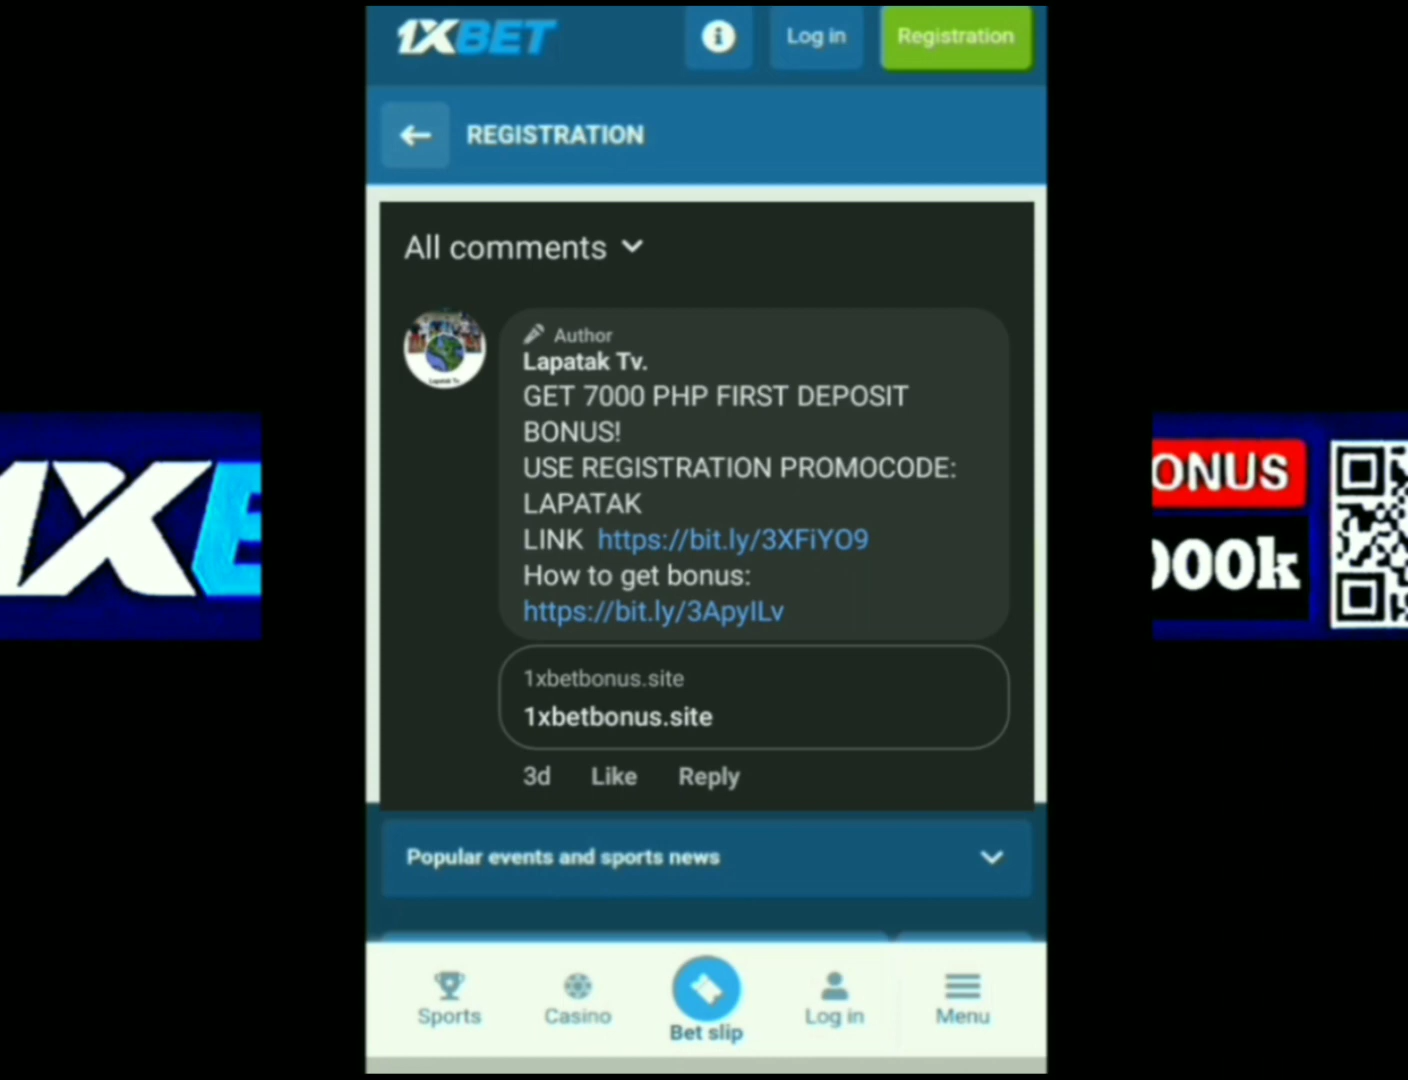 1XBET
Log in
Registration
REGISTRATION
All comments
Author
Lapatak Tv.
GET 7000 PHP FIRST DEPOSIT
BONUS!
USE REGISTRATION PROMOCODE:
LAPATAK
LINK https://bit.ly/3XFiYO9
How to get bonus:
https://bit.ly/3ApyILv
1xbetbonus.site
1xbetbonus.site
3d Like Reply
Popular events and sports news
Sports
Casino
Bet slip
Log in
Menu
1XB
ONUS
000k